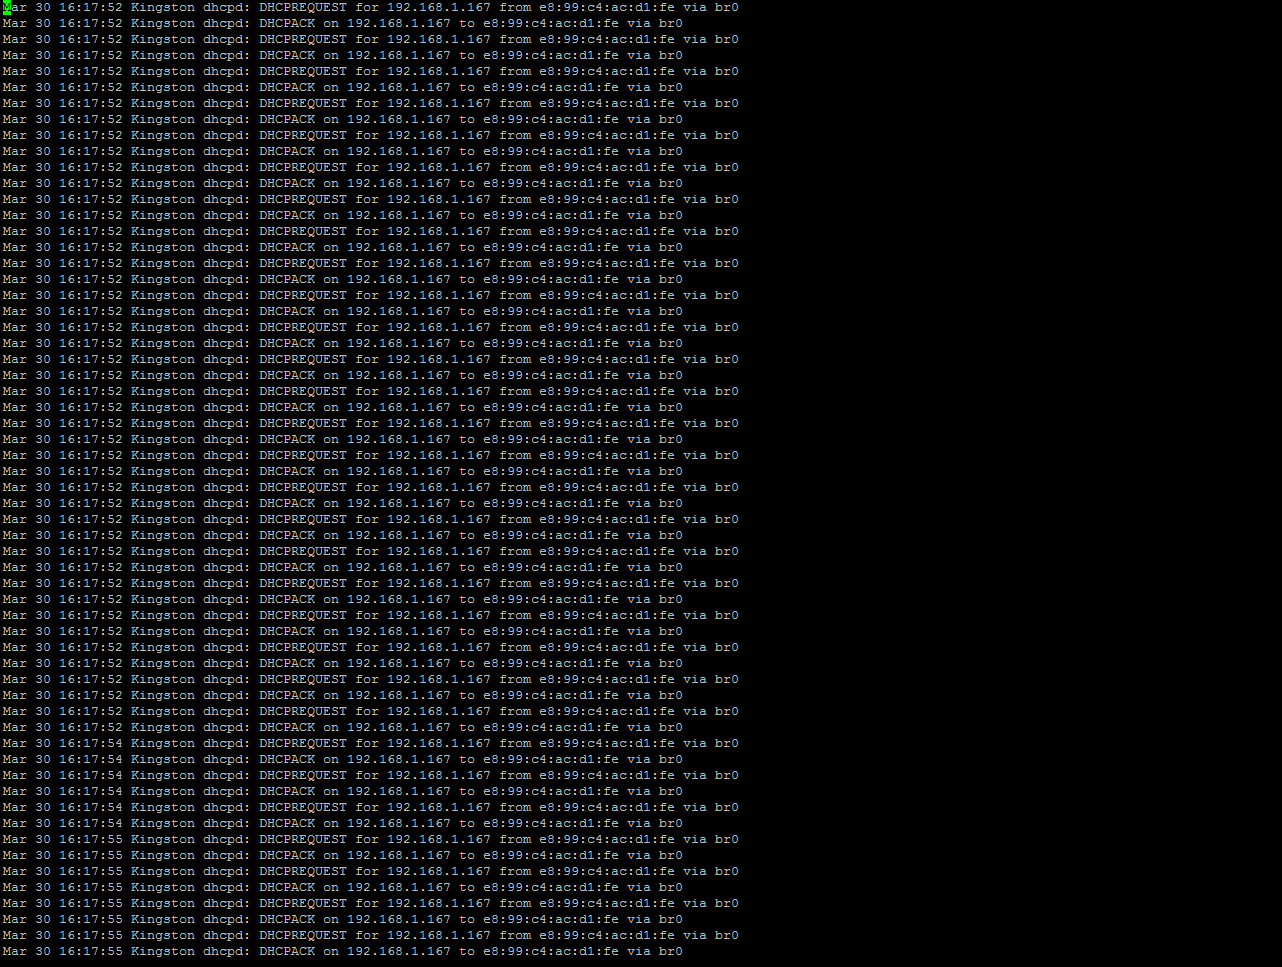 Mar 30 16:17:52 Kingston dhcpd: DHCPREQUEST for 192.168.1.167 from e8:99:c4:ac:d1:fe via br0
Mar 30 16:17:52 Kingston dhcpd: DHCPACK on 192.168.1.167 to e8:99:c4:ac:d1:fe via br0
Mar 30 16:17:52 Kingston dhcpd: DHCPREQUEST for 192.168.1.167 from e8:99:c4:ac:d1:fe via br0
Mar 30 16:17:52 Kingston dhcpd: DHCPACK on 192.168.1.167 to e8:99:c4:ac:d1:fe via br0
Mar 30 16:17:52 Kingston dhcpd: DHCPREQUEST for 192.168.1.167 from e8:99:c4:ac:d1:fe via br0
Mar 30 16:17:52 Kingston dhcpd: DHCPACK on 192.168.1.167 to e8:99:c4:ac:d1:fe via br0
Mar 30 16:17:52 Kingston dhcpd: DHCPREQUEST for 192.168.1.167 from e8:99:c4:ac:d1:fe via br0
Mar 30 16:17:52 Kingston dhcpd: DHCPACK on 192.168.1.167 to e8:99:c4:ac:d1:fe via br0
Mar 30 16:17:52 Kingston dhcpd: DHCPREQUEST for 192.168.1.167 from e8:99:c4:ac:d1:fe via br0
Mar 30 16:17:52 Kingston dhcpd: DHCPACK on 192.168.1.167 to e8:99:c4:ac:d1:fe via br0
Mar 30 16:17:52 Kingston dhcpd: DHCPREQUEST for 192.168.1.167 from e8:99:c4:ac:d1:fe via br0
Mar 30 16:17:52 Kingston dhcpd: DHCPACK on 192.168.1.167 to e8:99:c4:ac:d1:fe via br0
Mar 30 16:17:52 Kingston dhcpd: DHCPREQUEST for 192.168.1.167 from e8:99:c4:ac:d1:fe via br0
Mar 30 16:17:52 Kingston dhcpd: DHCPACK on 192.168.1.167 to e8:99:c4:ac:d1:fe via br0
Mar 30 16:17:52 Kingston dhcpd: DHCPREQUEST for 192.168.1.167 from e8:99:c4:ac:d1:fe via br0
Mar 30 16:17:52 Kingston dhcpd: DHCPACK on 192.168.1.167 to e8:99:c4:ac:d1:fe via br0
Mar 30 16:17:52 Kingston dhcpd: DHCPREQUEST for 192.168.1.167 from e8:99:c4:ac:d1:fe via br0
Mar 30 16:17:52 Kingston dhcpd: DHCPACK on 192.168.1.167 to e8:99:c4:ac:d1:fe via br0
Mar 30 16:17:52 Kingston dhcpd: DHCPREQUEST for 192.168.1.167 from e8:99:c4:ac:d1:fe via br0
Mar 30 16:17:52 Kingston dhcpd: DHCPACK on 192.168.1.167 to e8:99:c4:ac:d1:fe via br0
Mar 30 16:17:52 Kingston dhcpd: DHCPREQUEST for 192.168.1.167 from e8:99:c4:ac:d1:fe via br0
Mar 30 16:17:52 Kingston dhcpd: DHCPACK on 192.168.1.167 to e8:99:c4:ac:d1:fe via br0
Mar 30 16:17:52 Kingston dhcpd: DHCPREQUEST for 192.168.1.167 from e8:99:c4:ac:d1:fe via br0
Mar 30 16:17:52 Kingston dhcpd: DHCPACK on 192.168.1.167 to e8:99:c4:ac:d1:fe via br0
Mar 30 16:17:52 Kingston dhcpd: DHCPREQUEST for 192.168.1.167 from e8:99:c4:ac:d1:fe via br0
Mar 30 16:17:52 Kingston dhcpd: DHCPACK on 192.168.1.167 to e8:99:c4:ac:d1:fe via br0
Mar 30 16:17:52 Kingston dhcpd: DHCPREQUEST for 192.168.1.167 from e8:99:c4:ac:d1:fe via br0
Mar 30 16:17:52 Kingston dhcpd: DHCPACK on 192.168.1.167 to e8:99:c4:ac:d1:fe via br0
Mar 30 16:17:52 Kingston dhcpd: DHCPREQUEST for 192.168.1.167 from e8:99:c4:ac:d1:fe via br0
Mar 30 16:17:52 Kingston dhcpd: DHCPACK on 192.168.1.167 to e8:99:c4:ac:d1:fe via br0
Mar 30 16:17:52 Kingston dhcpd: DHCPREQUEST for 192.168.1.167 from e8:99:c4:ac:d1:fe via br0
Mar 30 16:17:52 Kingston dhcpd: DHCPACK on 192.168.1.167 to e8:99:c4:ac:d1:fe via br0
Mar 30 16:17:52 Kingston dhcpd: DHCPREQUEST for 192.168.1.167 from e8:99:c4:ac:d1:fe via br0
Mar 30 16:17:52 Kingston dhcpd: DHCPACK on 192.168.1.167 to e8:99:c4:ac:d1:fe via br0
Mar 30 16:17:52 Kingston dhcpd: DHCPREQUEST for 192.168.1.167 from e8:99:c4:ac:d1:fe via br0
Mar 30 16:17:52 Kingston dhcpd: DHCPACK on 192.168.1.167 to e8:99:c4:ac:d1:fe via br0
Mar 30 16:17:52 Kingston dhcpd: DHCPREQUEST for 192.168.1.167 from e8:99:c4:ac:d1:fe via br0
Mar 30 16:17:52 Kingston dhcpd: DHCPACK on 192.168.1.167 to e8:99:c4:ac:d1:fe via br0
Mar 30 16:17:52 Kingston dhcpd: DHCPREQUEST for 192.168.1.167 from e8:99:c4:ac:d1:fe via br0
Mar 30 16:17:52 Kingston dhcpd: DHCPACK on 192.168.1.167 to e8:99:c4:ac:d1:fe via br0
Mar 30 16:17:52 Kingston dhcpd: DHCPREQUEST for 192.168.1.167 from e8:99:c4:ac:d1:fe via br0
Mar 30 16:17:52 Kingston dhcpd: DHCPACK on 192.168.1.167 to e8:99:c4:ac:d1:fe via br0
Mar 30 16:17:52 Kingston dhcpd: DHCPREQUEST for 192.168.1.167 from e8:99:c4:ac:d1:fe via br0
Mar 30 16:17:52 Kingston dhcpd: DHCPACK on 192.168.1.167 to e8:99:c4:ac:d1:fe via br0
Mar 30 16:17:52 Kingston dhcpd: DHCPREQUEST for 192.168.1.167 from e8:99:c4:ac:d1:fe via br0
Mar 30 16:17:52 Kingston dhcpd: DHCPACK on 192.168.1.167 to e8:99:c4:ac:d1:fe via br0
Mar 30 16:17:54 Kingston dhcpd: DHCPREQUEST for 192.168.1.167 from e8:99:c4:ac:d1:fe via br0
Mar 30 16:17:54 Kingston dhcpd: DHCPACK on 192.168.1.167 to e8:99:c4:ac:d1:fe via br0
Mar 30 16:17:54 Kingston dhcpd: DHCPREQUEST for 192.168.1.167 from e8:99:c4:ac:d1:fe via br0
Mar 30 16:17:54 Kingston dhcpd: DHCPACK on 192.168.1.167 to e8:99:c4:ac:d1:fe via br0
Mar 30 16:17:54 Kingston dhcpd: DHCPREQUEST for 192.168.1.167 from e8:99:c4:ac:d1:fe via br0
Mar 30 16:17:54 Kingston dhcpd: DHCPACK on 192.168.1.167 to e8:99:c4:ac:d1:fe via br0
Mar 30 16:17:55 Kingston dhcpd: DHCPREQUEST for 192.168.1.167 from e8:99:c4:ac:d1:fe via br0
Mar 30 16:17:55 Kingston dhcpd: DHCPACK on 192.168.1.167 to e8:99:c4:ac:d1:fe via br0
Mar 30 16:17:55 Kingston dhcpd: DHCPREQUEST for 192.168.1.167 from e8:99:c4:ac:d1:fe via br0
Mar 30 16:17:55 Kingston dhcpd: DHCPACK on 192.168.1.167 to e8:99:c4:ac:d1:fe via br0
Mar 30 16:17:55 Kingston dhcpd: DHCPREQUEST for 192.168.1.167 from e8:99:c4:ac:d1:fe via br0
Mar 30 16:17:55 Kingston dhcpd: DHCPACK on 192.168.1.167 to e8:99:c4:ac:d1:fe via br0
Mar 30 16:17:55 Kingston dhcpd: DHCPREQUEST for 192.168.1.167 from e8:99:c4:ac:d1:fe via br0
Mar 30 16:17:55 Kingston dhcpd: DHCPACK on 192.168.1.167 to e8:99:c4:ac:d1:fe via br0